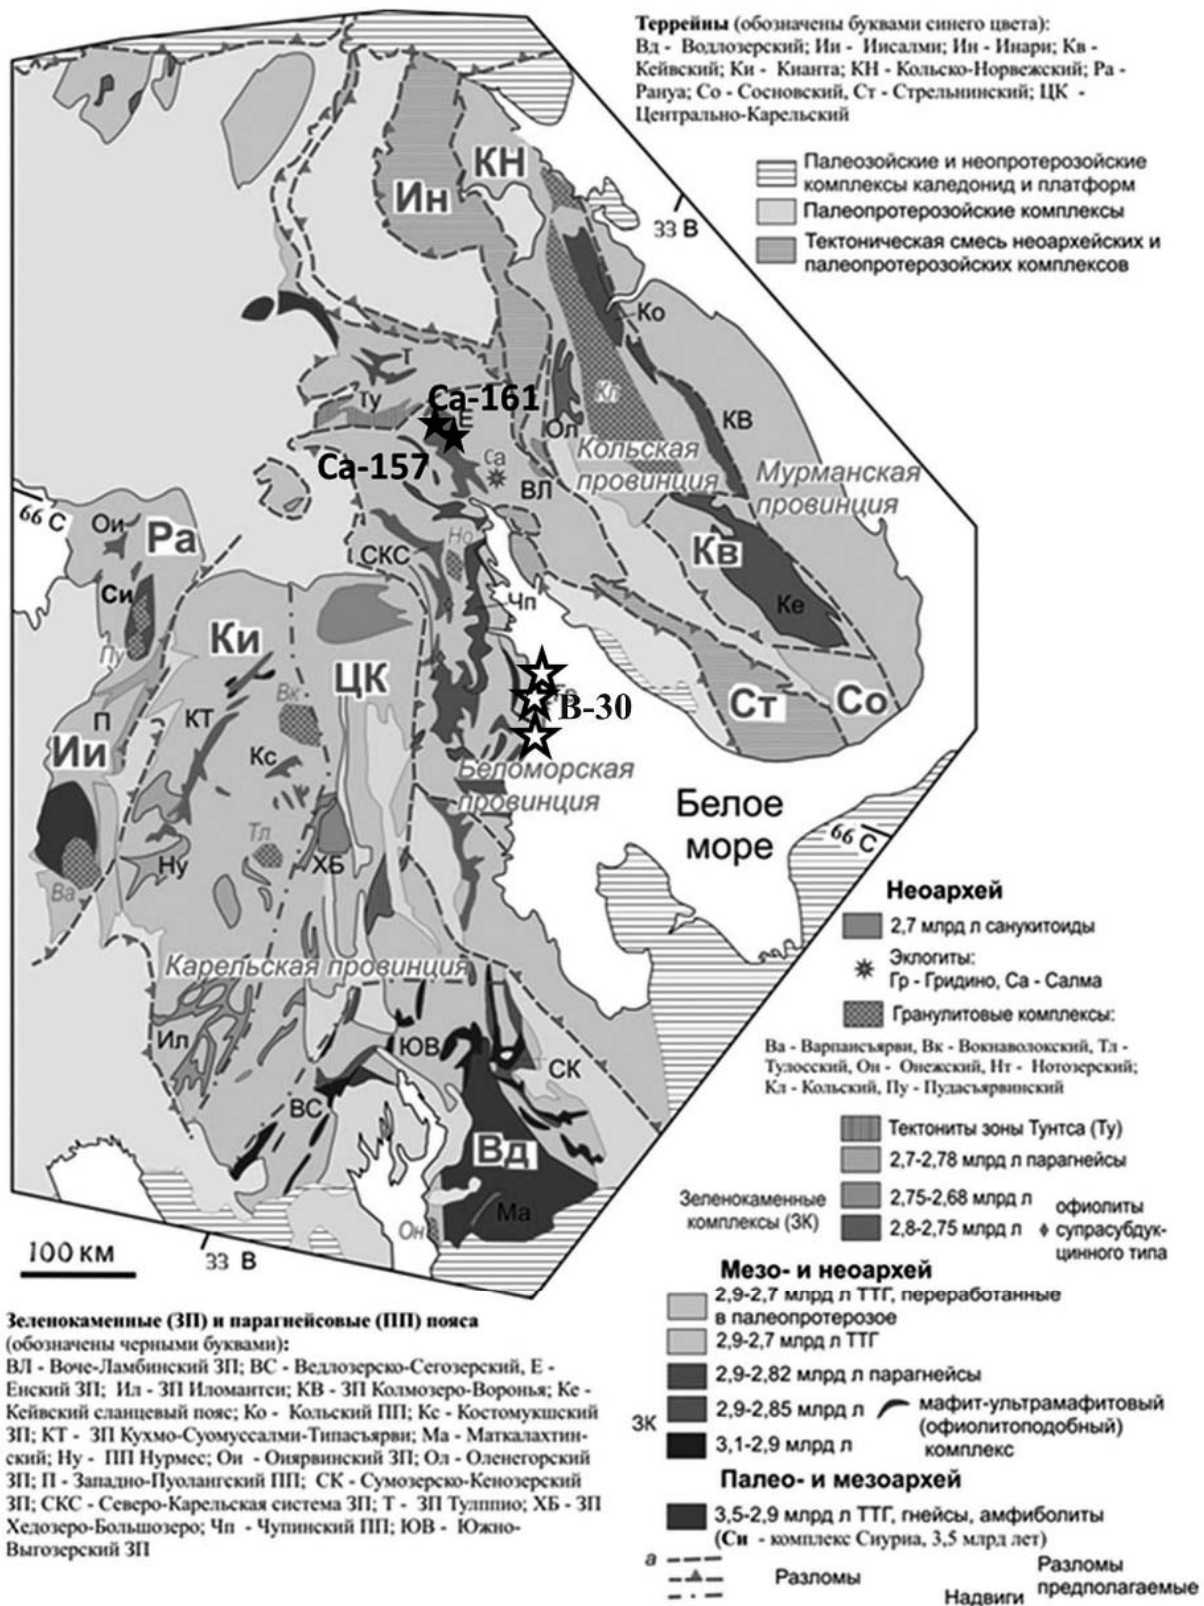 Террейны (обозначены буквами синего цвета):
Вд - Водлозерский; Ии - Иисалми; Ин - Инари; Кв -
Кейвский; Ки - Кианта; КН - Кольско-Норвежский; Ра -
Рануа; Со - Сосновский, Ст - Стрельнинский; ЦК -
Центрально-Карельский
Палеозойские и неопротерозойские
комплексы каледонид и платформ
Палеопротерозойские комплексы
Тектоническая смесь неоархейских и
палеопротерозойских комплексов
КН
Ин
33 В
Ко
Т
Кл
Ту
Са-161
Е
Ол
КВ
Са-157
Са
Кольская
провинция
Мурманская
провинция
ВЛ
66 С
Ои
Ра
Но
СКС
Кв
Си
Чп
Ке
Пу
Ки
ЦК
Вк
Ст
Со
П
КТ
В-30
Ии
Кс
Беломорская
провинция
Белое
море
66 С
Тл
Ну
ХБ
Ва
Карельская провинция
Ил
ЮВ
СК
ВС
Вд
Ма
Он
100 км
33 В
Неоархей
2,7 млрд л санукитоиды
Эклогиты:
Гр - Гридино, Са - Салма
Гранулитовые комплексы:
Ва - Варпаисъярви, Вк - Вокнаволокский, Тл -
Тулосский, Он - Онежский, Нт - Нотозерский;
Кл - Кольский, Пу - Пудасъярвинский
Тектониты зоны Тунтса (Ту)
2,7-2,78 млрд л парагнейсы
Зеленокаменные
комплексы (ЗК)
2,75-2,68 млрд л
2,8-2,75 млрд л
офиолиты
супрасубдук-
цинного типа
Мезо- и неоархей
2,9-2,7 млрд л ТТГ, переработанные
в палеопротерозое
2,9-2,7 млрд л ТТГ
2,9-2,82 млрд л парагнейсы
ЗК
2,9-2,85 млрд л
3,1-2,9 млрд л
мафит-ультрамафитовый
(офиолитоподобный)
комплекс
Палео- и мезоархей
3,5-2,9 млрд л ТТГ, гнейсы, амфиболиты
(Си - комплекс Сиуриа, 3,5 млрд лет)
а
Разломы
Надвиги
Разломы
предполагаемые
Зеленокаменные (ЗП) и парагнейсовые (ПП) пояса
(обозначены черными буквами):
ВЛ - Воче-Ламбинский ЗП; ВС - Ведлозерско-Сегозерский, Е -
Енский ЗП; Ил - ЗП Иломантси; КВ - ЗП Колмозеро-Воронья; Ке -
Кейвский сланцевый пояс; Ко - Кольский ПП; Кс - Костомукшский
ЗП; КТ - ЗП Кухмо-Суомуссалми-Типасъярви; Ма - Маткалахтин-
ский; Ну - ПП Нурмес; Ои - Оиярвинский ЗП; Ол - Оленегорский
ЗП; П - Западно-Пуолангский ПП; СК - Сумозерско-Кенозерский
ЗП; СКС - Северо-Карельская система ЗП; Т - ЗП Тулппио; ХБ - ЗП
Хедозеро-Большозеро; Чп - Чупинский ПП; ЮВ - Южно-
Выгозерский ЗП